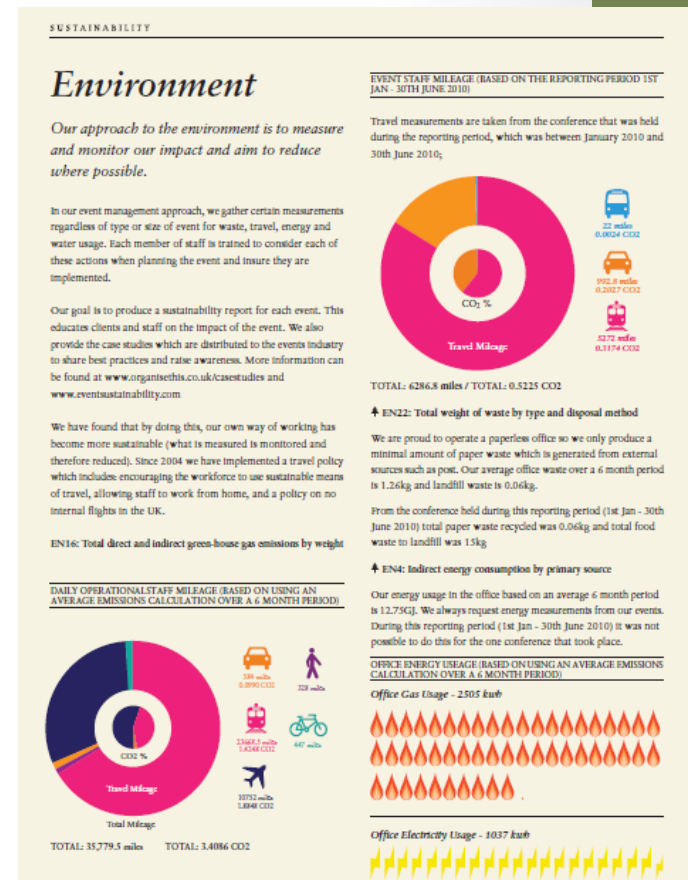 SUSTAINABILITY
Environment
Our approach to the environment is to measure
and monitor our impact and aim to reduce
where possible.
In our event management approach, we gather certain measurements
regardless of type or size of event for waste, travel, energy and
water usage. Each member of staff is trained to consider each of
these actions when planning the event and insure they are
implemented.
Our goal is to produce a sustainability report for each event. This
educates clients and staff on the impact of the event. We also
provide the case studies which are distributed to the events industry
to share best practices and raise awareness. More information can
be found at www.organisethis.co.uk/casestudies and
www.eventsustainability.com
We have found that by doing this, our own way of working has
become more sustainable (what is measured is monitored and
therefore reduced). Since 2004 we have implemented a travel policy
which includes: encouraging the workforce to use sustainable means
of travel, allowing staff to work from home, and a policy on no
internal flights in the UK.
EN16: Total direct and indirect green-house gas emissions by weight
DAILY OPERATIONALSTAFF MILEAGE (BASED ON USING AN
AVERAGE EMISSIONS CALCULATION OVER A 6 MONTH PERIOD)
CO2 %
Travel Mileage
Total Mileage
584 miles
0.0990 CO2
328 miles
23668.5 miles
1.4248 CO2
447 miles
10752 miles
1.8848 CO2
TOTAL: 35,779.5 miles TOTAL: 3.4086 CO2
EVENT STAFF MILEAGE (BASED ON THE REPORTING PERIOD 1ST
JAN - 30TH JUNE 2010)
Travel measurements are taken from the conference that was held
during the reporting period, which was between January 2010 and
30th June 2010;
CO2 %
Travel Mileage
22 miles
0.0024 CO2
992.8 miles
0.2027 CO2
5272 miles
0.3174 CO2
TOTAL: 6286.8 miles / TOTAL: 0.5225 CO2
EN22: Total weight of waste by type and disposal method
We are proud to operate a paperless office so we only produce a
minimal amount of paper waste which is generated from external
sources such as post. Our average office waste over a 6 month period
is 1.26kg and landfill waste is 0.06kg.
From the conference held during this reporting period (1st Jan - 30th
June 2010) total paper waste recycled was 0.06kg and total food
waste to landfill was 15kg
EN4: Indirect energy consumption by primary source
Our energy usage in the office based on an average 6 month period
is 12.75GJ. We always request energy measurements from our events.
During this reporting period (1st Jan - 30th June 2010) it was not
possible to do this for the one conference that took place.
OFFICE ENERGY USEAGE (BASED ON USING AN AVERAGE EMISSIONS
CALCULATION OVER A 6 MONTH PERIOD)
Office Gas Usage - 2505 kwh
Office Electricity Usage - 1037 kwh